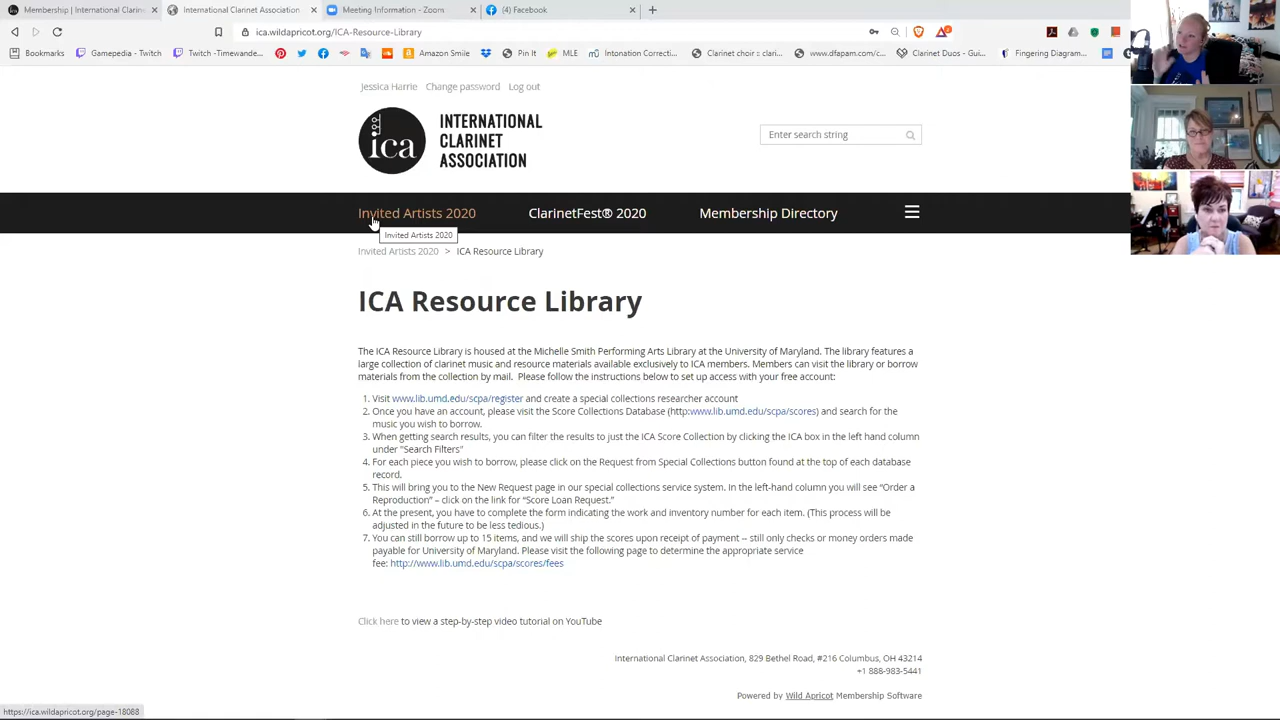 Membership | International Clarin
International Clarinet Association
Meeting Information - Zoom
(4) Facebook
ica.wildapricot.org/ICA-Resource-Library
Bookmarks
Gamepedia - Twitch
Twitch -Timewande...
Amazon Smile
Pin It
MLE
Intonation Correcti...
Clarinet choir :: clari...
www.dfapam.com/c...
Clarinet Duos - Gui...
Fingering Diagram...
Jessica Harrie Change password Log out
ica
INTERNATIONAL
CLARINET
ASSOCIATION
Enter search string
Invited Artists 2020 ClarinetFest® 2020 Membership Directory
Invited Artists 2020
Invited Artists 2020 > ICA Resource Library
ICA Resource Library
The ICA Resource Library is housed at the Michelle Smith Performing Arts Library at the University of Maryland. The library features a
large collection of clarinet music and resource materials available exclusively to ICA members. Members can visit the library or borrow
materials from the collection by mail. Please follow the instructions below to set up access with your free account:
1. Visit www.lib.umd.edu/scpa/register and create a special collections researcher account
2. Once you have an account, please visit the Score Collections Database (http:www.lib.umd.edu/scpa/scores) and search for the
music you wish to borrow.
3. When getting search results, you can filter the results to just the ICA Score Collection by clicking the ICA box in the left hand column
under "Search Filters"
4. For each piece you wish to borrow, please click on the Request from Special Collections button found at the top of each database
record.
5. This will bring you to the New Request page in our special collections service system. In the left-hand column you will see “Order a
Reproduction” – click on the link for “Score Loan Request.”
6. At the present, you have to complete the form indicating the work and inventory number for each item. (This process will be
adjusted in the future to be less tedious.)
7. You can still borrow up to 15 items, and we will ship the scores upon receipt of payment -- still only checks or money orders made
payable for University of Maryland. Please visit the following page to determine the appropriate service
fee: http://www.lib.umd.edu/scpa/scores/fees
Click here to view a step-by-step video tutorial on YouTube
International Clarinet Association, 829 Bethel Road, #216 Columbus, OH 43214
+1 888-983-5441
Powered by Wild Apricot Membership Software
https://ica.wildapricot.org/page-18088